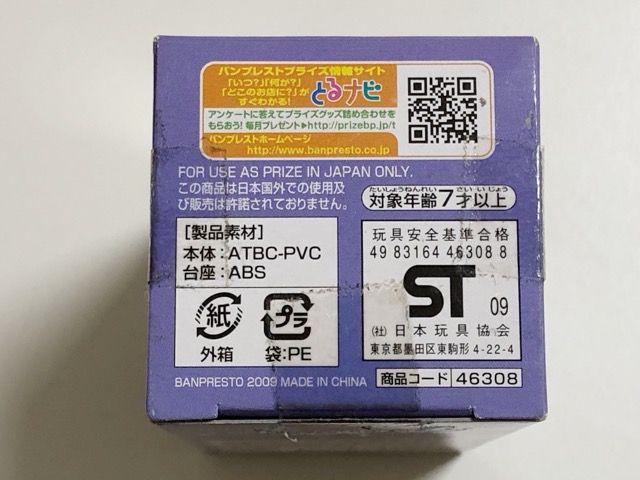 バンプレストプライズ情報サイト
「いつ?」「何が?」
「どこのお店に?」が
すぐわかる!
とるナビ
アンケートに答えてプライズグッズ詰め合わせを
もらおう!毎月プレゼント▶http://prizebp.jp/t
バンプレストホームページ
http://www.banpresto.co.jp
FOR USE AS PRIZE IN JAPAN ONLY.
この商品は日本国外での使用及
び販売は許諾されておりません。
たいしょうねんれい さい いじょう
対象年齢7才以上
[製品素材]
本体:ATBC-PVC
台座:ABS
紙
外箱
プラ
袋:PE
玩具安全基準合格
49 83164 46308 8
ST 09
(社)日本玩具協会
東京都墨田区東駒形4-22-4
BANPRESTO 2009 MADE IN CHINA
商品コード 46308